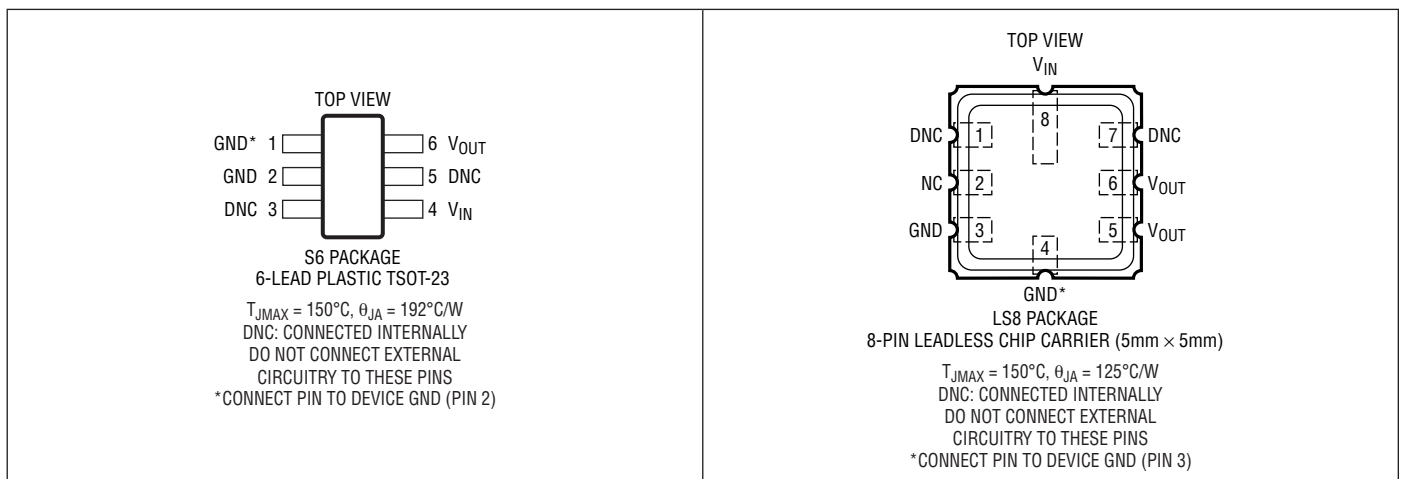 TOP VIEW
GND* 1
6 VOUT
GND 2
5 DNC
DNC 3
4 VIN
S6 PACKAGE
6-LEAD PLASTIC TSOT-23
TJMAX = 150°C, θJA = 192°C/W
DNC: CONNECTED INTERNALLY
DO NOT CONNECT EXTERNAL
CIRCUITRY TO THESE PINS
*CONNECT PIN TO DEVICE GND (PIN 2)
TOP VIEW
VIN
8
DNC 1
7 DNC
NC 2
6 VOUT
GND 3
5 VOUT
4
GND*
LS8 PACKAGE
8-PIN LEADLESS CHIP CARRIER (5mm × 5mm)
TJMAX = 150°C, θJA = 125°C/W
DNC: CONNECTED INTERNALLY
DO NOT CONNECT EXTERNAL
CIRCUITRY TO THESE PINS
*CONNECT PIN TO DEVICE GND (PIN 3)